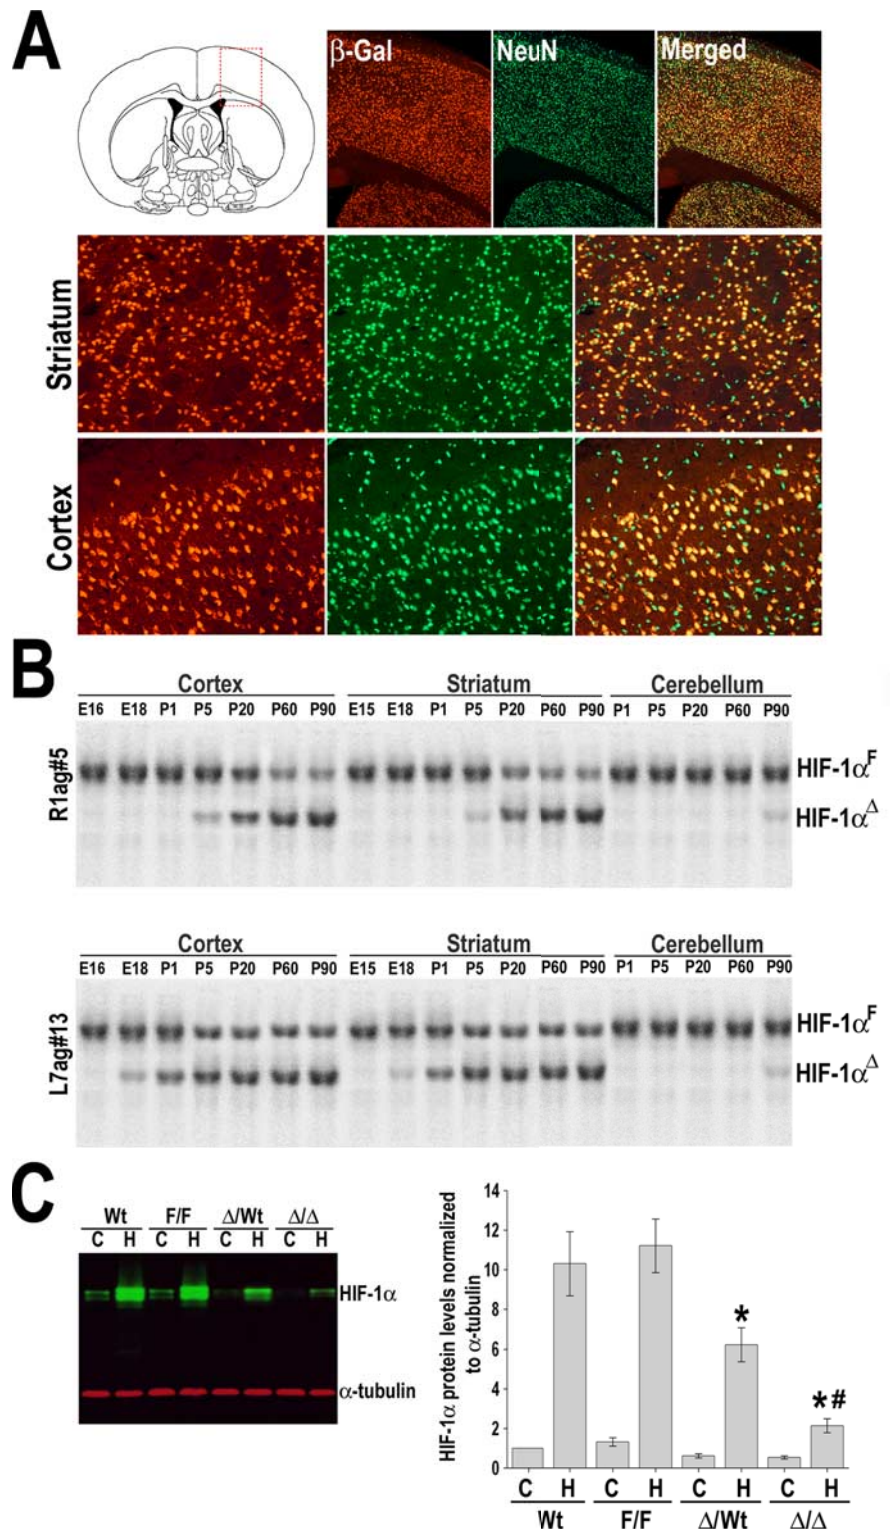 A
β-Gal NeuN Merged
Striatum
Cortex
B
Cortex Striatum Cerebellum
E16 E18 P1 P5 P20 P60 P90 E15 E18 P1 P5 P20 P60 P90 P1 P5 P20 P60 P90
R1ag#5
HIF-1α^F
HIF-1α^Δ
Cortex Striatum Cerebellum
E16 E18 P1 P5 P20 P60 P90 E15 E18 P1 P5 P20 P60 P90 P1 P5 P20 P60 P90
L7ag#13
HIF-1α^F
HIF-1α^Δ
C
Wt F/F Δ/Wt Δ/Δ
C H C H C H C H
HIF-1α
α-tubulin
HIF-1α protein levels normalized
to α-tubulin
14
12
10
8
6
4
2
0
*
*#
C H C H C H C H
Wt F/F Δ/Wt Δ/Δ